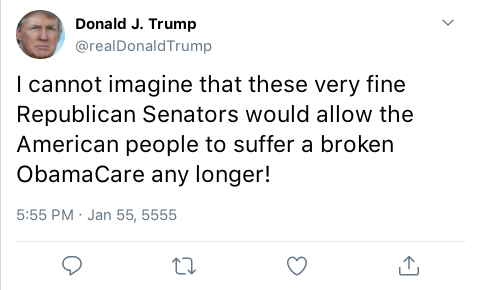 Donald J. Trump
@realDonaldTrump
I cannot imagine that these very fine
Republican Senators would allow the
American people to suffer a broken
ObamaCare any longer!
5:55 PM · Jan 55, 5555